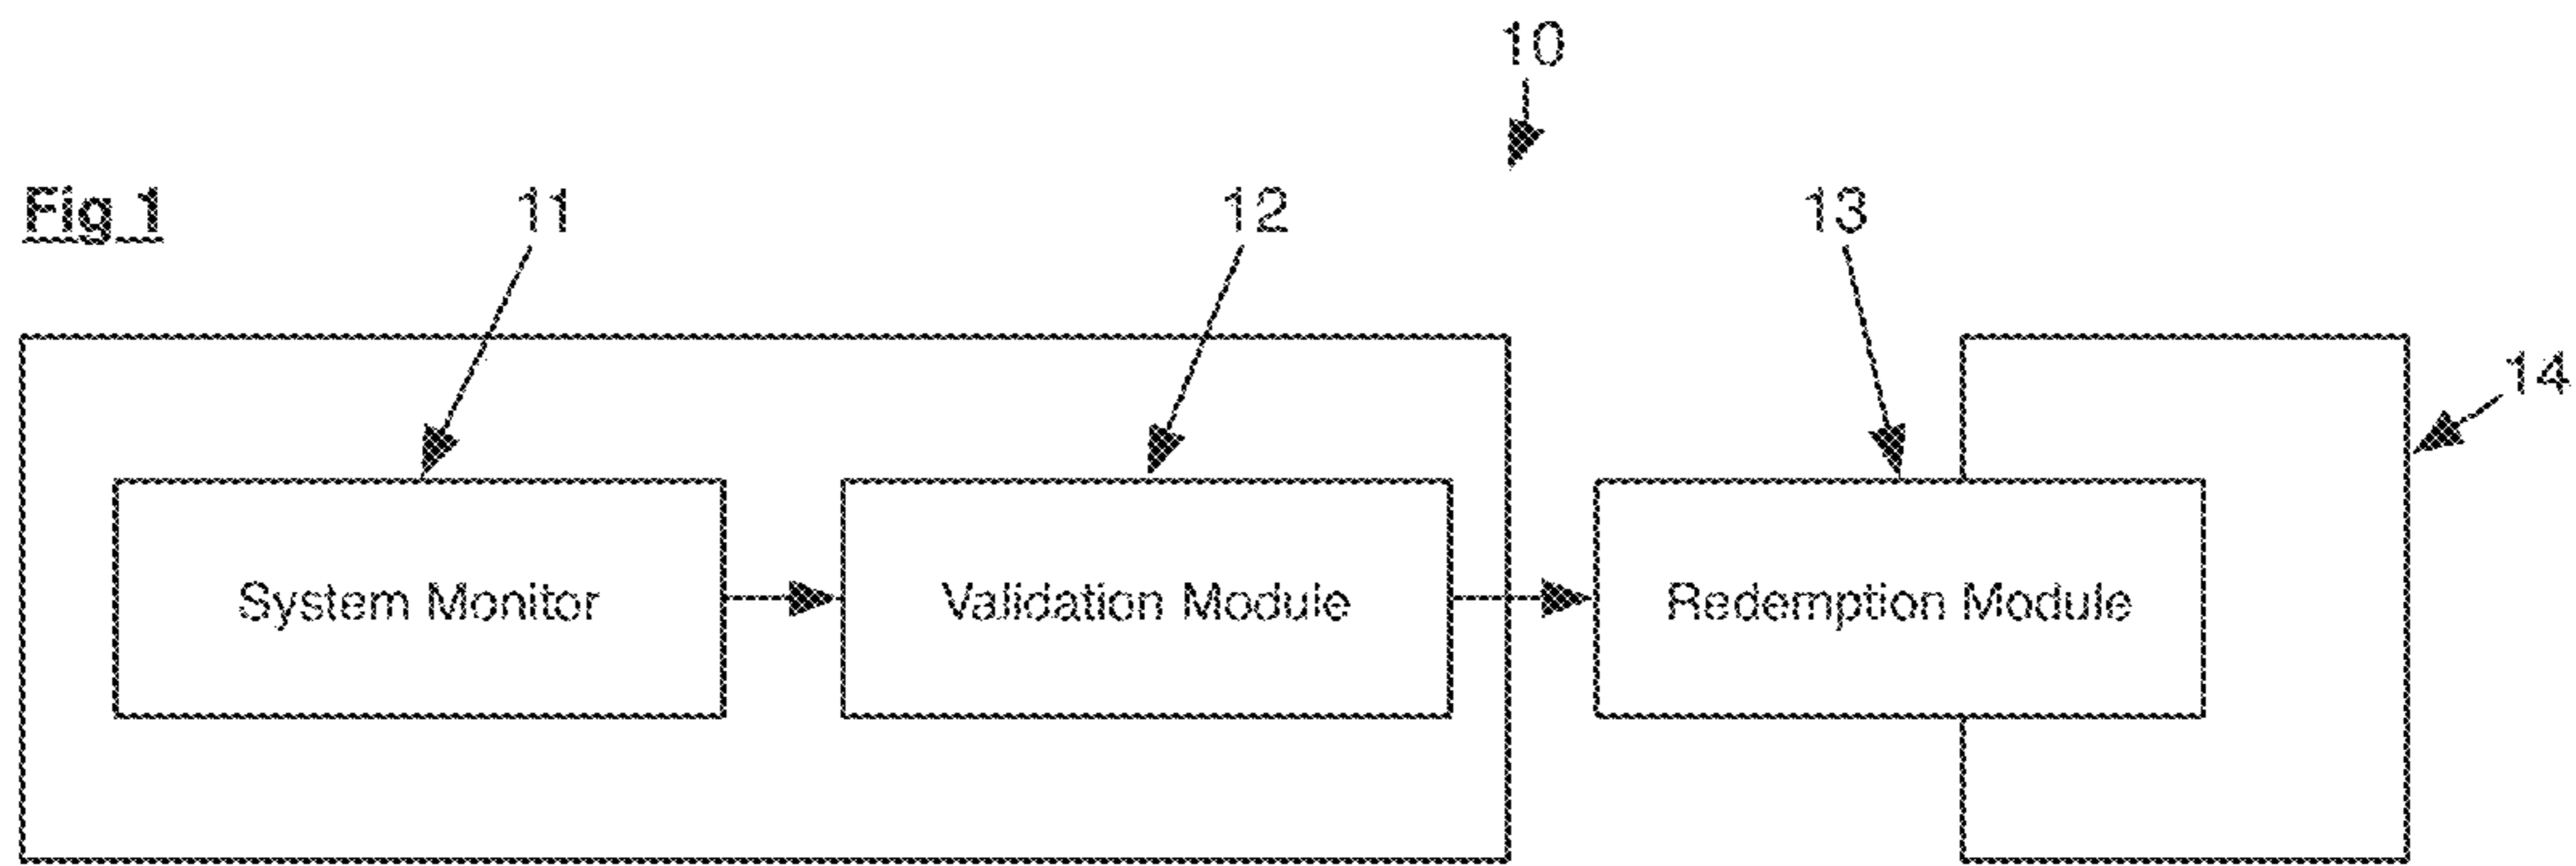 10
Fig 1
11
12
13
14
System Monitor
Validation Module
Redemption Module